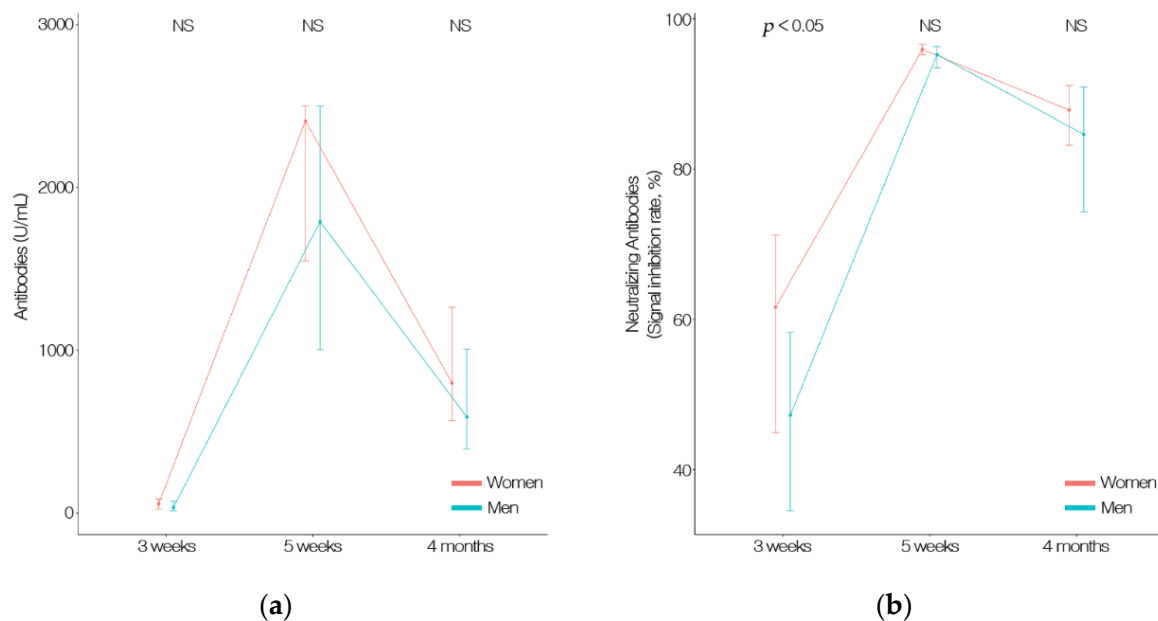 3000
NS
NS
NS
2000
1000
0
Antibodies (U/mL)
Women
Men
3 weeks
5 weeks
4 months
(a)
100
p < 0.05
NS
NS
80
60
40
Neutralizing Antibodies
(Signal inhibition rate, %)
Women
Men
3 weeks
5 weeks
4 months
(b)